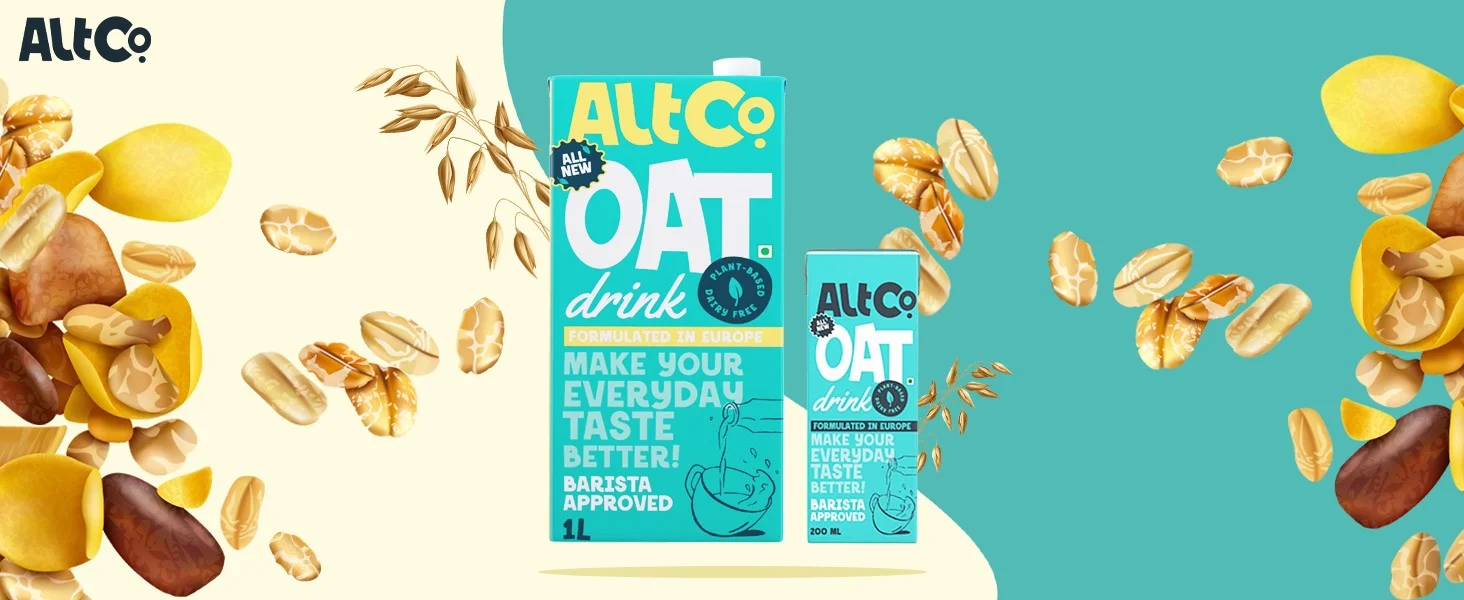 ALtCo.
ALtCo.
ALL NEW
OAT
drink
PLANT-BASED
DAIRY FREE
FORMULATED IN EUROPE
MAKE YOUR
EVERYDAY
TASTE
BETTER!
BARISTA
APPROVED
1L
ALtCo.
ALL NEW
OAT
drink
PLANT-BASED
DAIRY FREE
FORMULATED IN EUROPE
MAKE YOUR
EVERYDAY
TASTE
BETTER!
BARISTA
APPROVED
200 ML